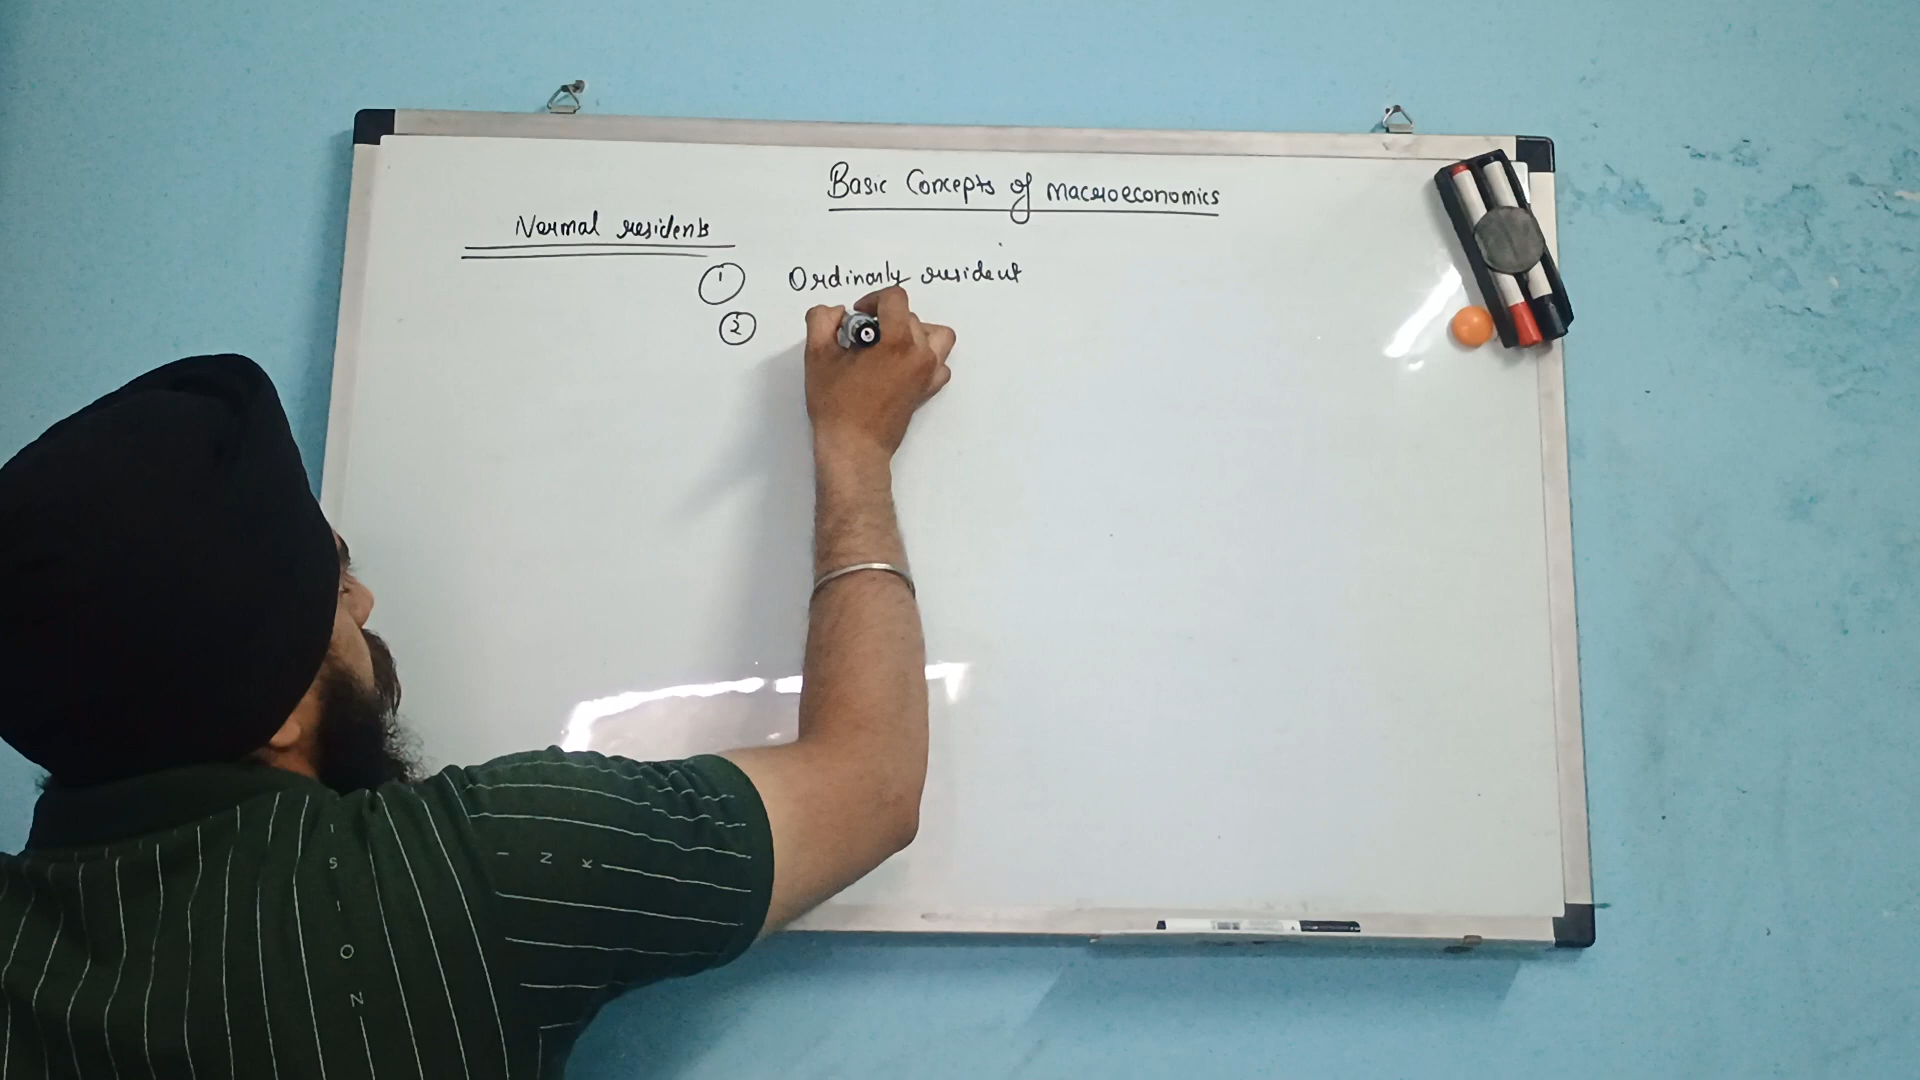 Basic Concepts of macroeconomics
Normal residents
1 Ordinarly resident
2
I N K
I S I O N